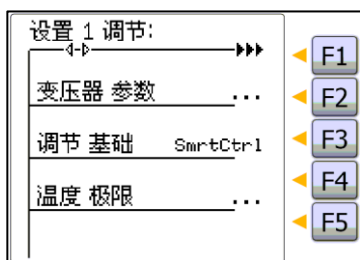 设置 1 调节:
F1
变压器 参数 ...
F2
调节 基础 SmrtCtrl
F3
温度 极限 ...
F4
F5